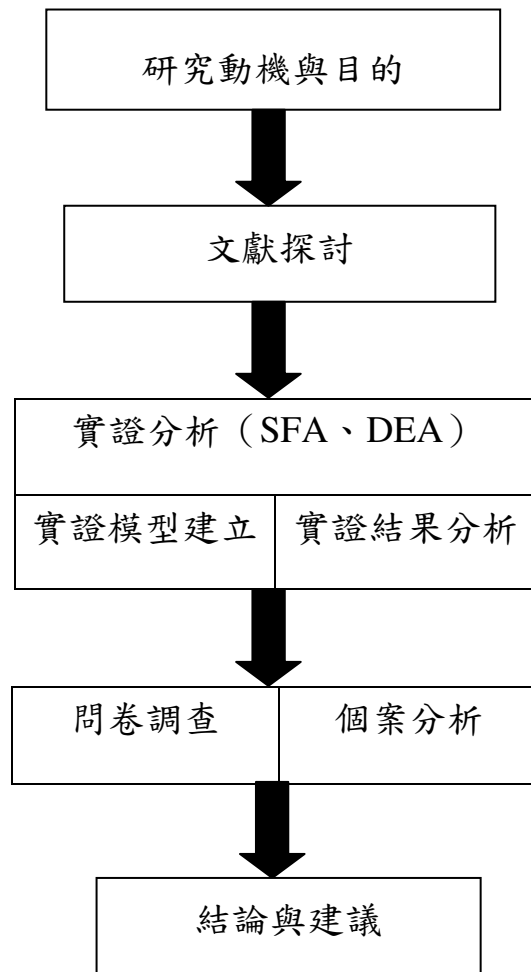 研究動機與目的
文獻探討
實證分析（SFA、DEA）
實證模型建立
實證結果分析
問卷調查
個案分析
結論與建議